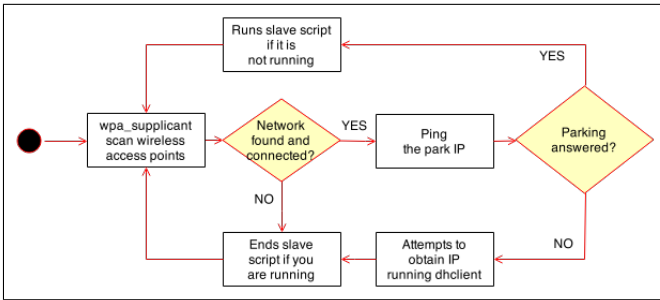 Runs slave script
if it is
not running
YES
wpa_supplicant
scan wireless
access points
Network
found and
connected?
YES
Ping
the park IP
Parking
answered?
NO
NO
Ends slave
script if you
are running
Attempts to
obtain IP
running dhclient